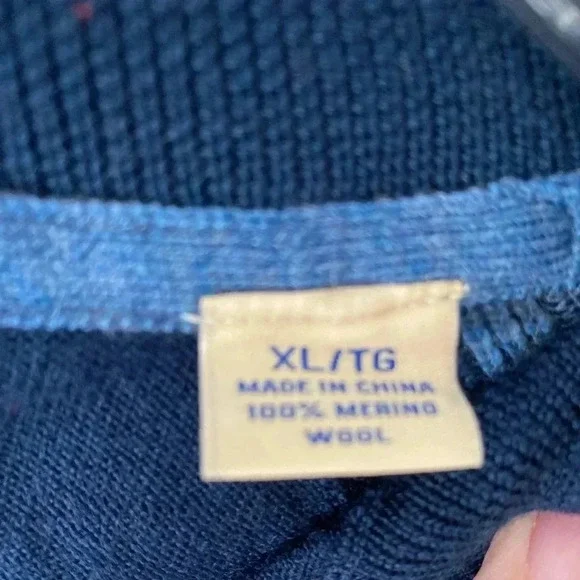 XL/TG
MADE IN CHINA
100% MERINO
WOOL